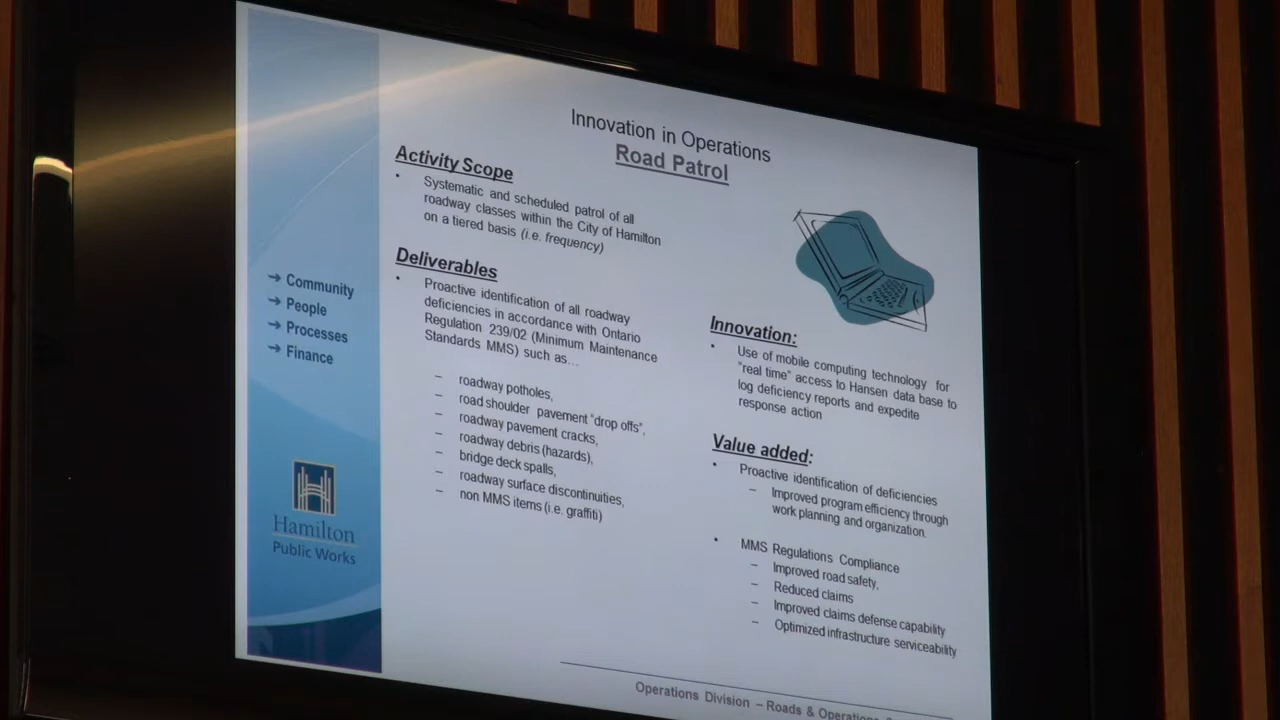 Innovation in Operations
Road Patrol
Activity Scope
• Systematic and scheduled patrol of all
roadway classes within the City of Hamilton
on a tiered basis (i.e. frequency)
Deliverables
• Proactive identification of all roadway
deficiencies in accordance with Ontario
Regulation 239/02 (Minimum Maintenance
Standards MMS) such as…
– roadway potholes,
– road shoulder pavement "drop offs",
– roadway pavement cracks,
– roadway debris (hazards),
– bridge deck spalls,
– roadway surface discontinuities,
– non MMS items (i.e. graffiti)
Innovation:
• Use of mobile computing technology for
"real time" access to Hansen data base to
log deficiency reports and expedite
response action
Value added:
• Proactive identification of deficiencies
– Improved program efficiency through
work planning and organization.
• MMS Regulations Compliance
– Improved road safety,
– Reduced claims
– Improved claims defense capability
– Optimized infrastructure serviceability
➔ Community
➔ People
➔ Processes
➔ Finance
Hamilton
Public Works
Operations Division – Roads & Operations